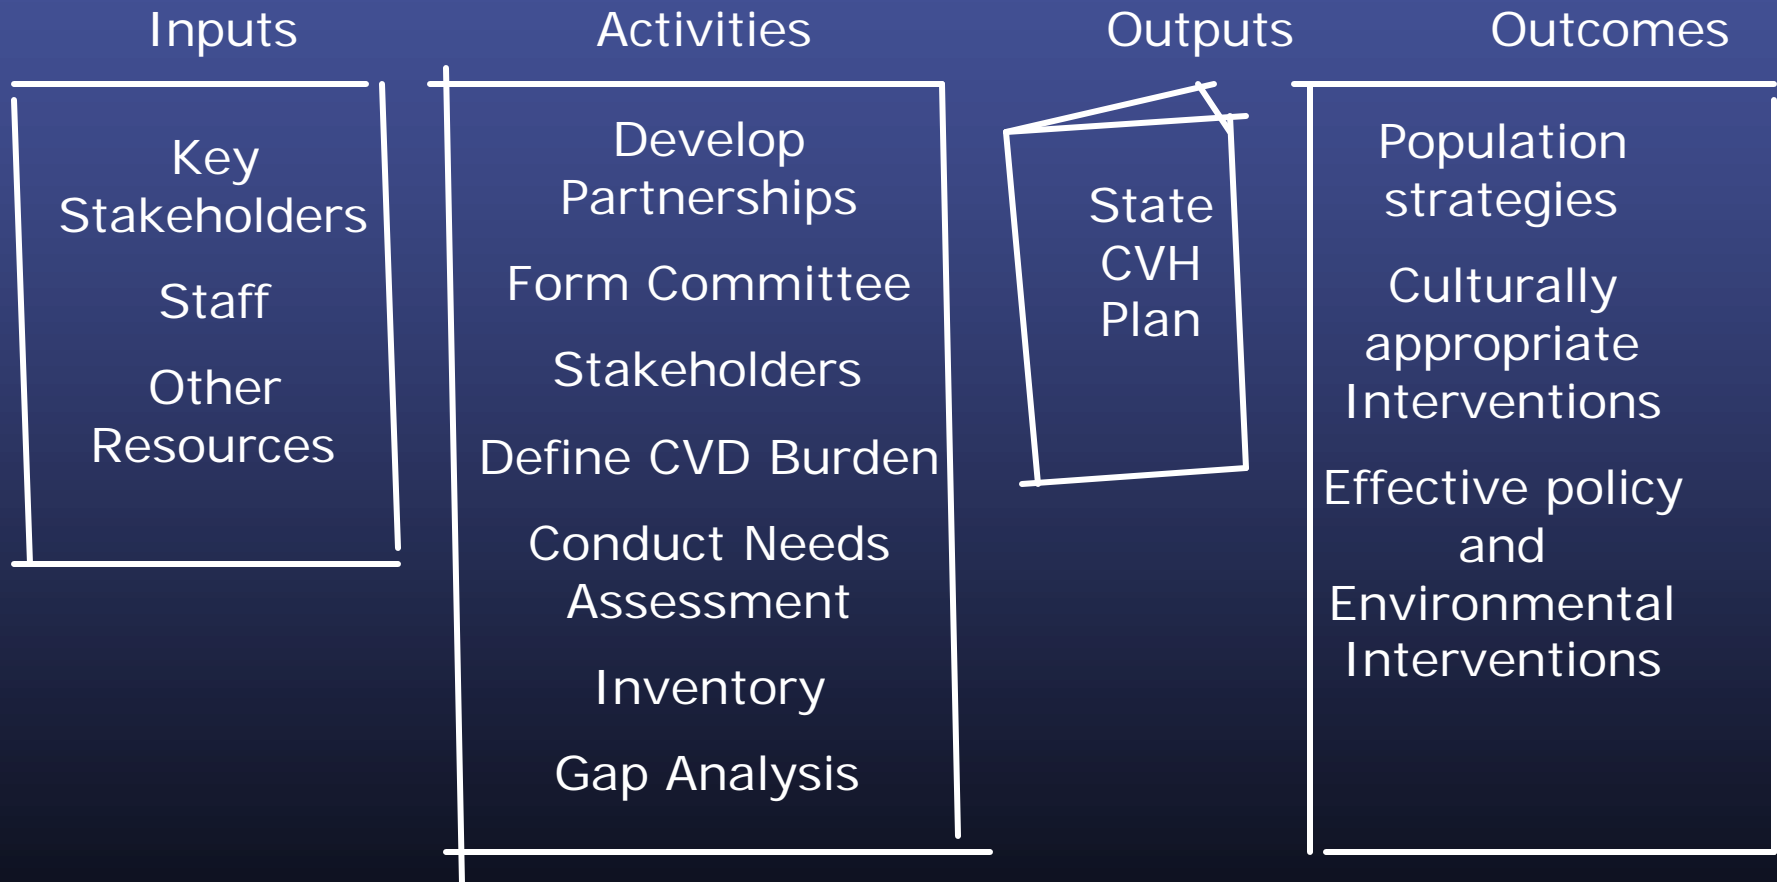 Inputs
Activities
Outputs
Outcomes
Key
Stakeholders
Staff
Other
Resources
Develop
Partnerships
Form Committee
Stakeholders
Define CVD Burden
Conduct Needs
Assessment
Inventory
Gap Analysis
State
CVH
Plan
Population
strategies
Culturally
appropriate
Interventions
Effective policy
and
Environmental
Interventions